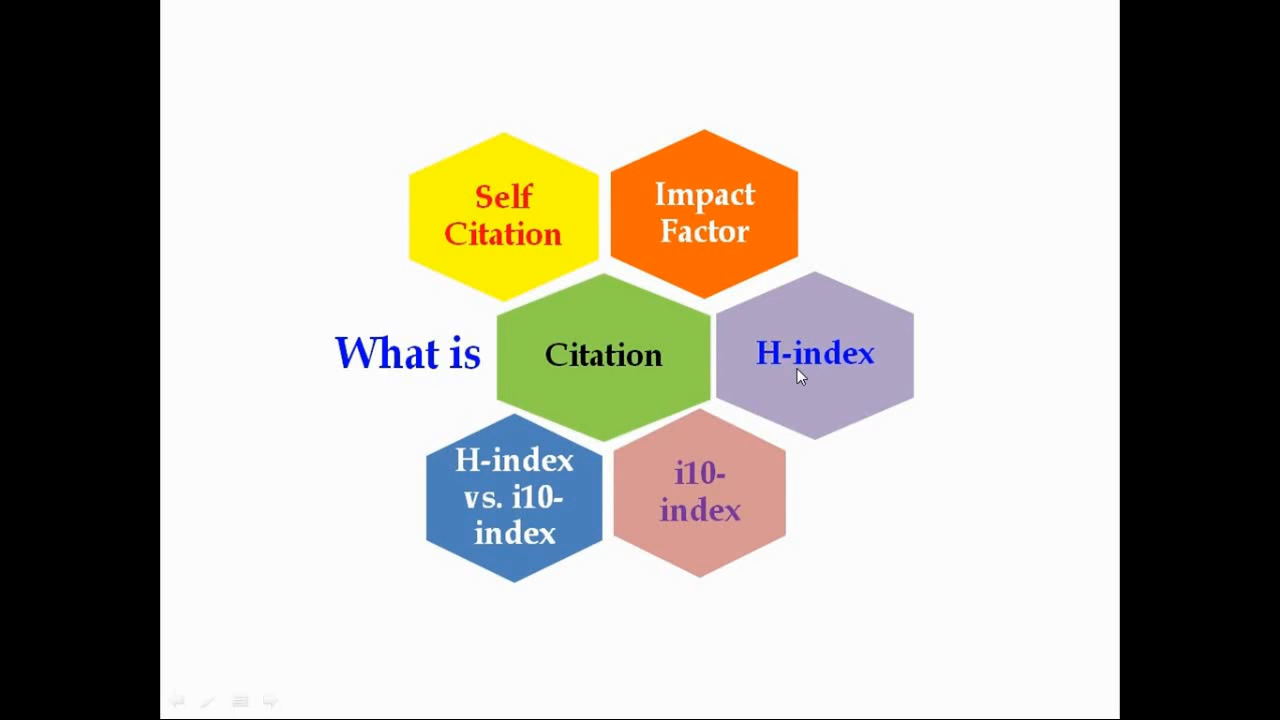 Self
Citation
Impact
Factor
What is
Citation
H-index
H-index
vs. i10-
index
i10-
index